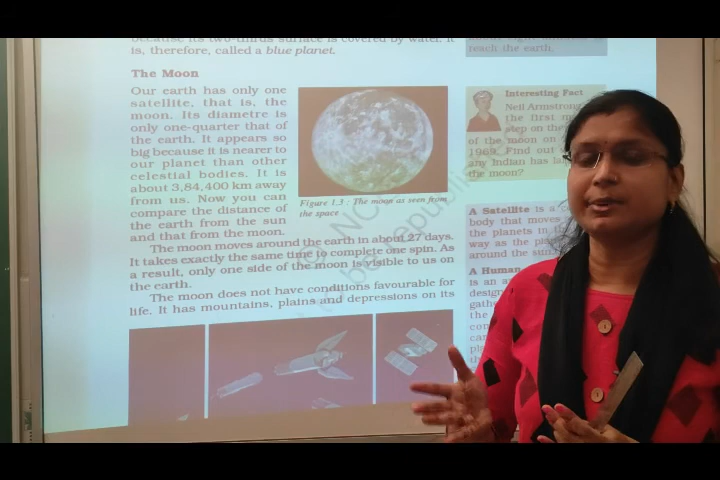 because its two-thirds surface is covered by water. It
is, therefore, called a blue planet.
The Moon
Our earth has only one
satellite, that is, the
moon. Its diametre is
only one-quarter that of
the earth. It appears so
big because it is nearer to
our planet than other
celestial bodies. It is
about 3,84,400 km away
from us. Now you can
compare the distance of
the earth from the sun
and that from the moon.
Figure 1.3 : The moon as seen from
the space
The moon moves around the earth in about 27 days.
It takes exactly the same time to complete one spin. As
a result, only one side of the moon is visible to us on
the earth.
The moon does not have conditions favourable for
life. It has mountains, plains and depressions on its
reach the earth.
Interesting Fact
Neil Armstrong
the first
step on the
of the moon on
1969. Find out
any Indian has
the moon?
A Satellite is a
body that moves
the planets in
way as the
around the sun.
A Human
is an
the